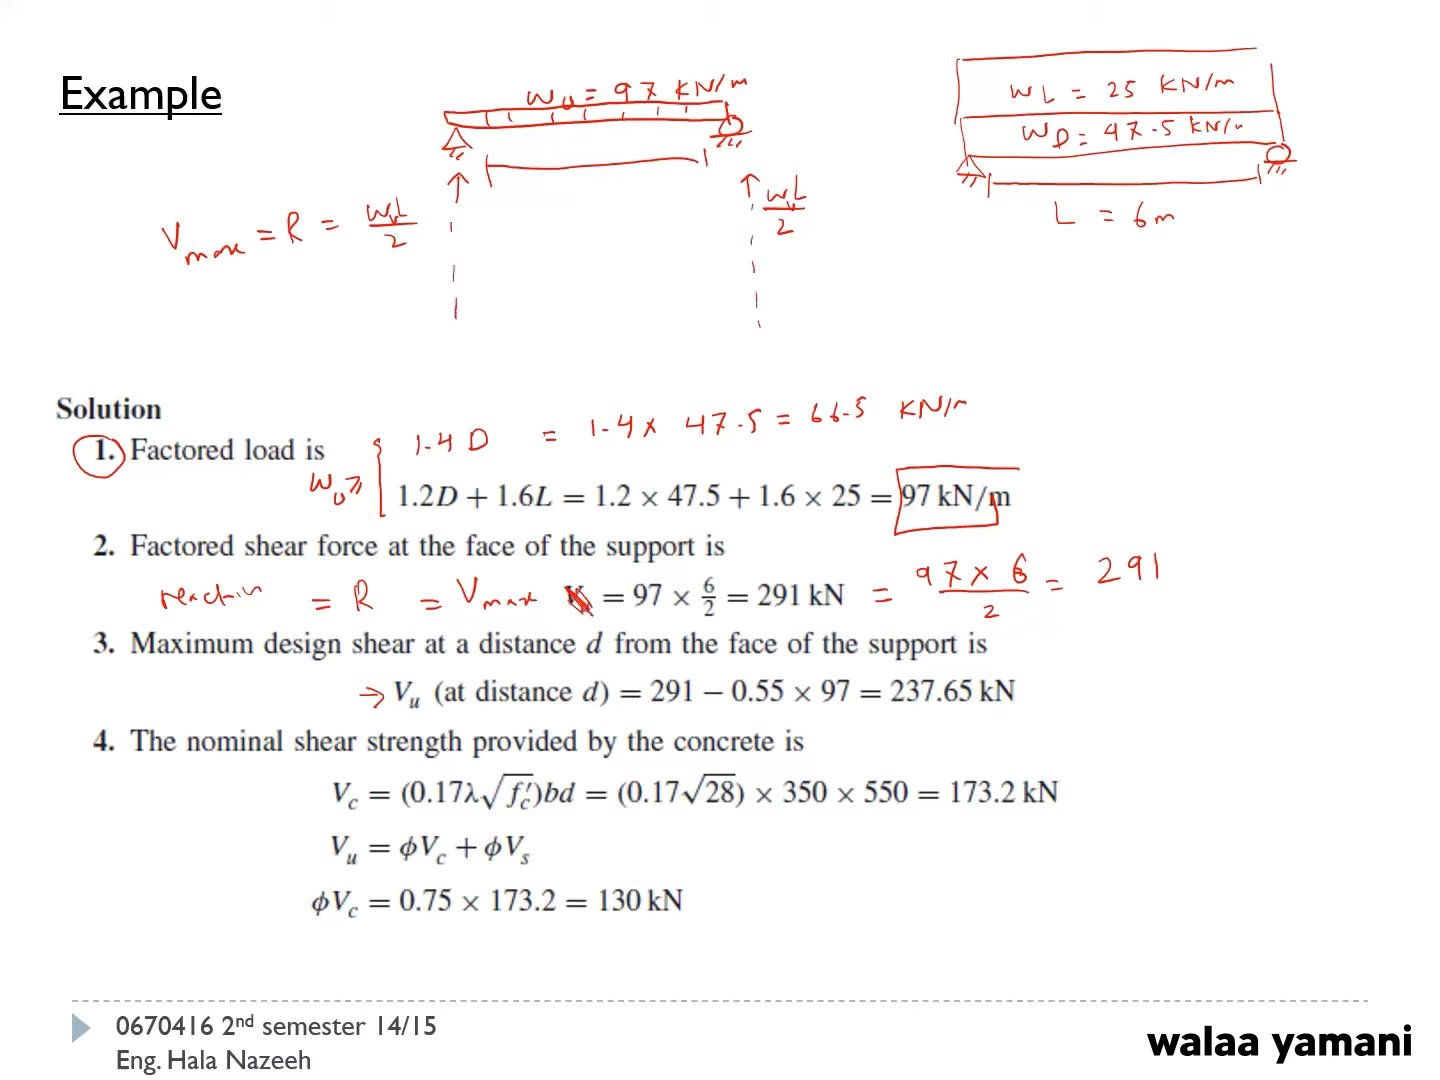 Example
Wu = 97 KN/m
WL = 25 KN/m
WD = 47.5 KN/
L = 6m
Vmax = R = WuL/2
WuL/2
Solution
1. Factored load is
Wu ≥
1.4 D = 1.4 × 47.5 = 66.5 KN/m
1.2D + 1.6L = 1.2 × 47.5 + 1.6 × 25 = 97 kN/m
2. Factored shear force at the face of the support is
reaction = R = Vmax = 97 × 6/2 = 291 kN = 97 × 6/2 = 291
3. Maximum design shear at a distance d from the face of the support is
→ Vu (at distance d) = 291 − 0.55 × 97 = 237.65 kN
4. The nominal shear strength provided by the concrete is
Vc = (0.17λ√f′c)bd = (0.17√28) × 350 × 550 = 173.2 kN
Vu = ϕVc + ϕVs
ϕVc = 0.75 × 173.2 = 130 kN
0670416 2nd semester 14/15
Eng. Hala Nazeeh
walaa yamani